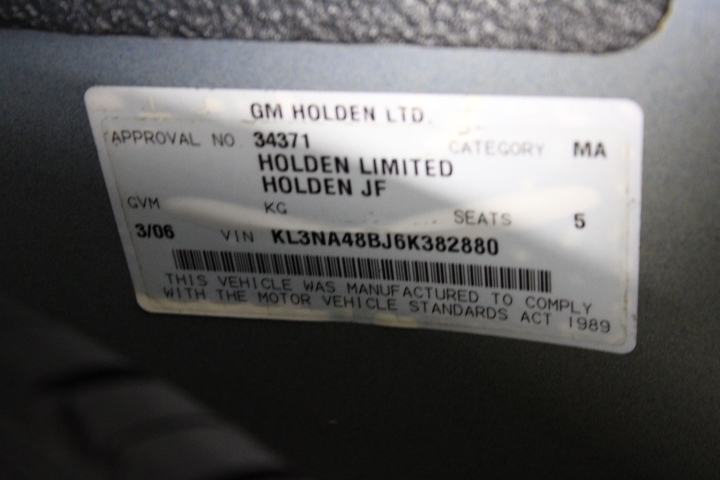 GM HOLDEN LTD.
APPROVAL NO 34371 CATEGORY MA
HOLDEN LIMITED
HOLDEN JF
GVM KG SEATS 5
3/06 VIN KL3NA48BJ6K382880
THIS VEHICLE WAS MANUFACTURED TO COMPLY
WITH THE MOTOR VEHICLE STANDARDS ACT 1989